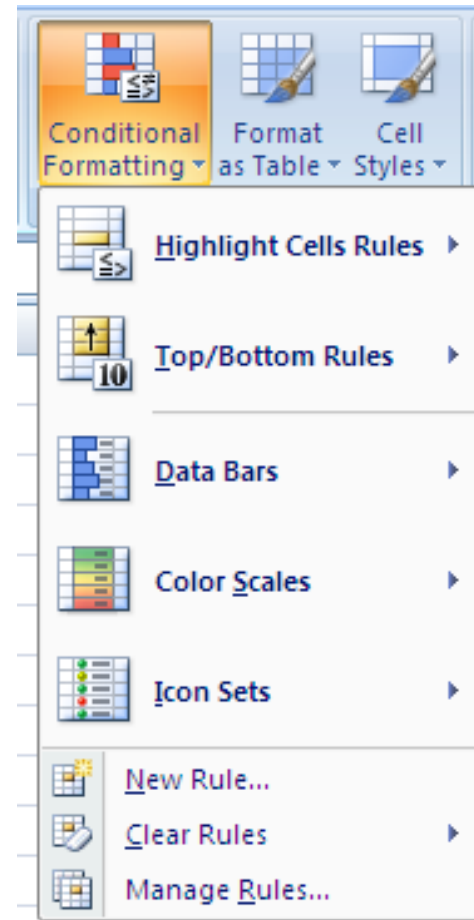 Conditional Formatting
Format as Table
Cell Styles
Highlight Cells Rules
10
Top/Bottom Rules
Data Bars
Color Scales
Icon Sets
New Rule...
Clear Rules
Manage Rules...